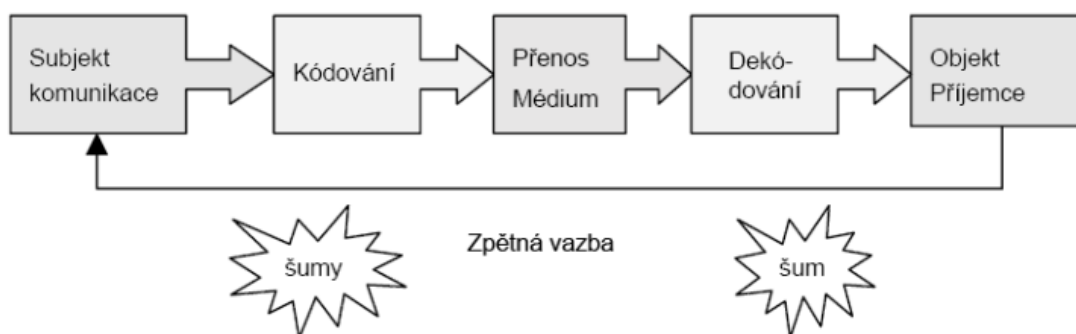 Subjekt
komunikace
Kódování
Přenos
Médium
Dekó-
dování
Objekt
Příjemce
Zpětná vazba
šumy
šum